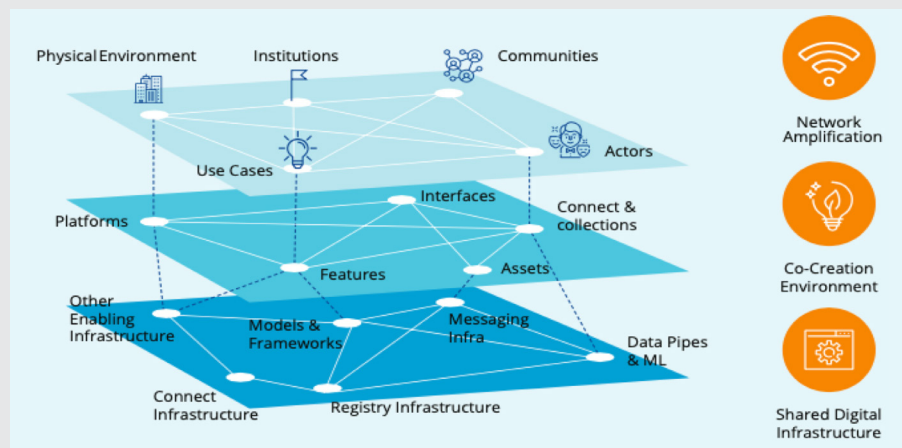 Physical Environment
Institutions
Communities
Use Cases
Actors
Network
Amplification
Platforms
Interfaces
Connect &
collections
Features
Assets
Co-Creation
Environment
Other
Enabling
Infrastructure
Models &
Frameworks
Messaging
Infra
Data Pipes
& ML
Connect
Infrastructure
Registry Infrastructure
Shared Digital
Infrastructure